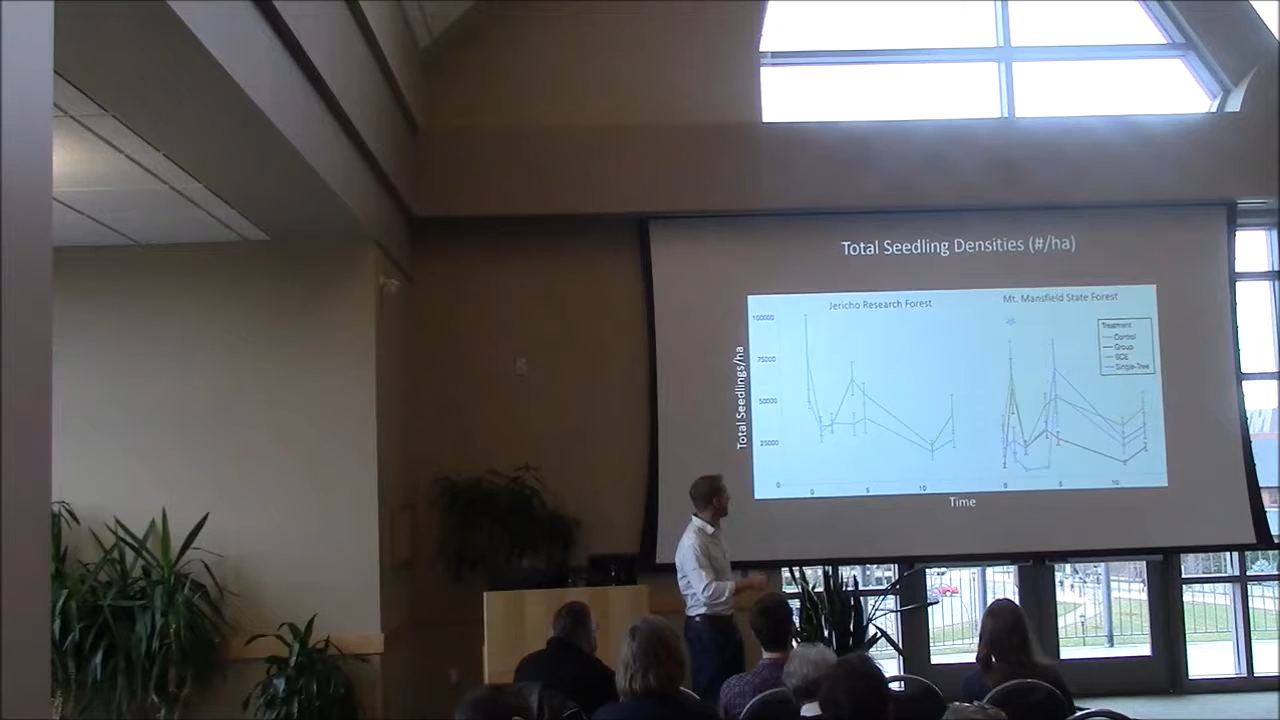 Total Seedling Densities (#/ha)
Jericho Research Forest
Mt. Mansfield State Forest
Total Seedlings/ha
100000
75000
50000
25000
0
0
5
10
0
5
10
Treatment
Control
Group
SCE
Single-Tree
Time